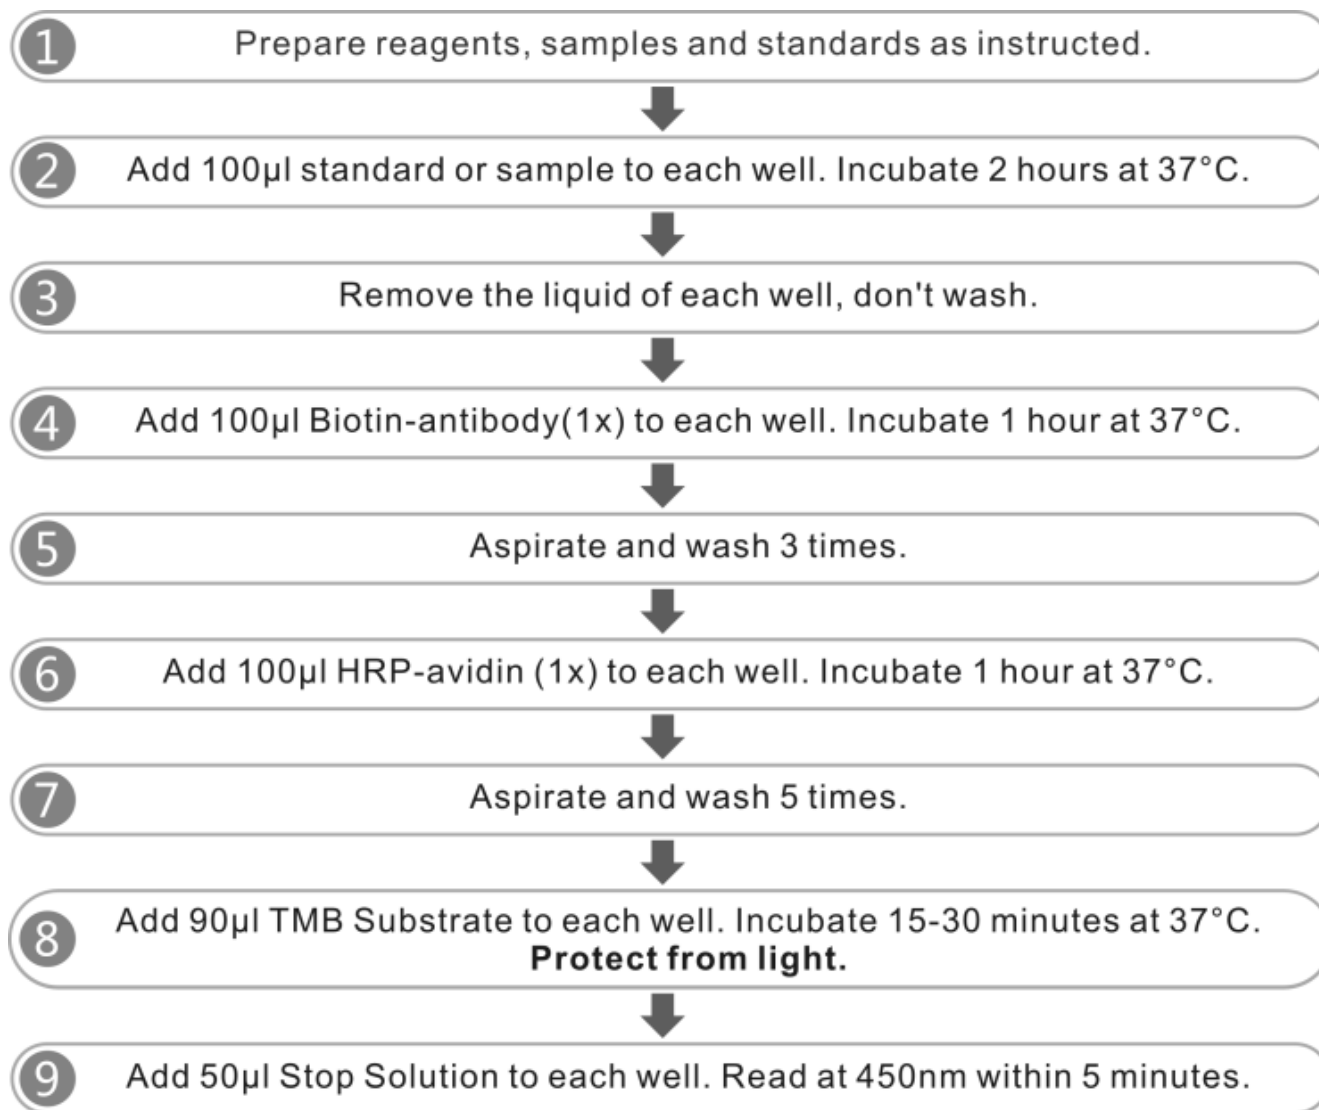 1 Prepare reagents, samples and standards as instructed.
2 Add 100µl standard or sample to each well. Incubate 2 hours at 37°C.
3 Remove the liquid of each well, don't wash.
4 Add 100µl Biotin-antibody(1x) to each well. Incubate 1 hour at 37°C.
5 Aspirate and wash 3 times.
6 Add 100µl HRP-avidin (1x) to each well. Incubate 1 hour at 37°C.
7 Aspirate and wash 5 times.
8 Add 90µl TMB Substrate to each well. Incubate 15-30 minutes at 37°C.
Protect from light.
9 Add 50µl Stop Solution to each well. Read at 450nm within 5 minutes.